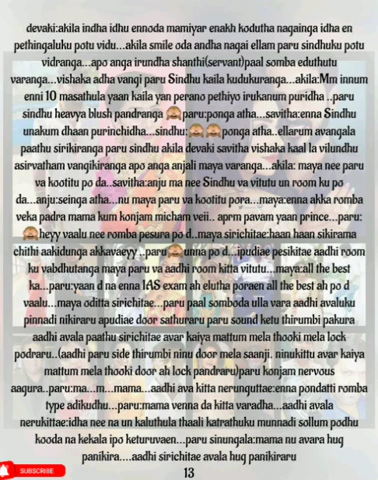 devaki:akila indha idhu ennoda mamiyar enakh kodutha nagainga idha en
pethingaluku potu vidu...akila smile oda andha nagai ellam paru sindhuku potu
vidranga...apo anga irundha shanthi(servant)paal somba eduthutu
varanga...vishaka adha vangi paru Sindhu kaila kudukuranga...akila:Mm innum
enni 10 masathula yaan kaila yan perano pethiyo irukanum puridha ..paru
sindhu heavya blush pandranga 🙈paru:ponga atha...savitha:enna Sindhu
unakum dhaan purinchidha...sindhu:🙈🙈ponga atha..ellarum avangala
paathu sirikiranga paru sindhu akila devaki savitha vishaka kaal la vilundhu
asirvatham vangikiranga apo anga anjali maya varanga...akila: maya nee paru
va kootitu po da..savitha:anju ma nee Sindhu va vitutu un room ku po
da...anju:seinga atha...nu maya paru va kootitu pora...maya:enna akka romba
veka padra mama kum konjam micham veii.. aprm pavam yaan prince...paru:
🙈heyy vaalu nee romba pesura po d..maya sirichitae:haan haan sikirama
chithi aakidunga akkavaeyy ..paru🙈unna po d...ipudiae pesikitae aadhi room
ku vabdhutanga maya paru va aadhi room kitta vitutu...maya:all the best
ka...paru:yaan d na enna IAS exam ah elutha poraen all the best ah po d
vaalu...maya oditta sirichitae...paru paal somboda ulla vara aadhi avaluku
pinnadi nikiraru apudiae door sathuraru paru sound ketu thirumbi pakura
aadhi avala paathu sirichitae avar kaiya mattum mela thooki mela lock
podraru..(aadhi paru side thirumbi ninu door mela saanji. ninukittu avar kaiya
mattum mela thooki door ah lock pandraru)paru konjam nervous
aagura..paru:ma...m...mama...aadhi ava kitta nerunguttae:enna pondatti romba
type adikudhu...paru:mama venna da kitta varadha...aadhi avala
nerukittae:idha nee na un kaluthula thaali katrathuku munnadi sollum podhu
kooda na kekala ipo keturuvaen...paru sinungala:mama nu avara hug
panikira....aadhi sirichitae avala hug panikiraru
SUBSCRIBE
13